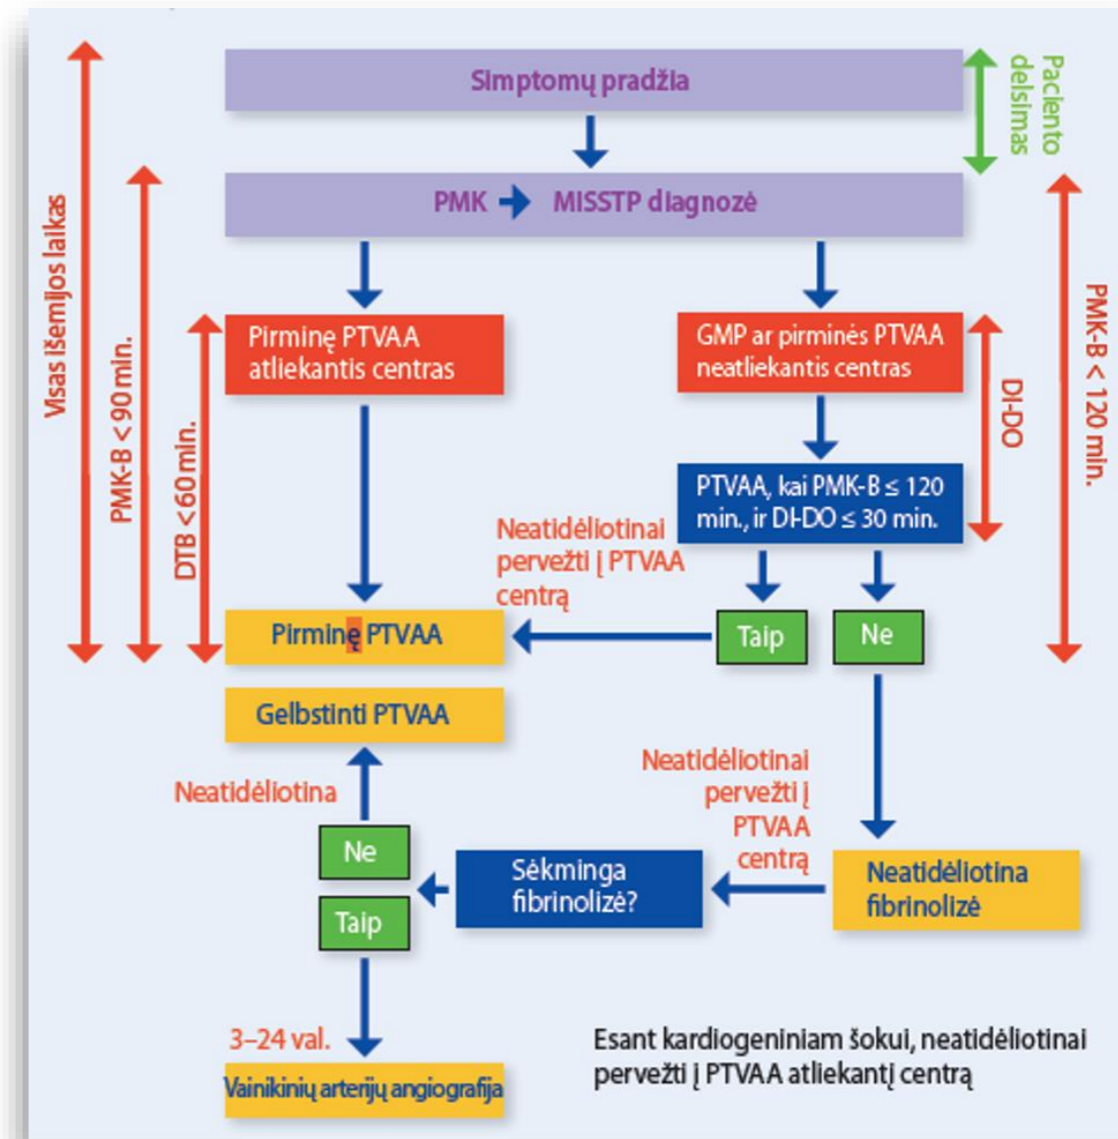 Simptomų pradžia
Paciento
delsimas
PMK → MISSTP diagnozė
Visas išemijos laikas
PMK-B < 90 min.
DTB < 60 min.
Pirminę PTVAA
atliekantis centras
GMP ar pirminės PTVAA
neatliekantis centras
DI-DO
PMK-B < 120 min.
PTVAA, kai PMK-B ≤ 120
min., ir DI-DO ≤ 30 min.
Neatidėliotinai
pervežti į PTVAA
centrą
Pirminę PTVAA
Taip
Ne
Gelbstinti PTVAA
Neatidėliotina
Neatidėliotinai
pervežti į
PTVAA
centrą
Ne
Taip
Sėkminga
fibrinolizė?
Neatidėliotina
fibrinolizė
3–24 val.
Vainikinių arterijų angiografija
Esant kardiogeniniam šokui, neatidėliotinai
pervežti į PTVAA atliekantį centrą